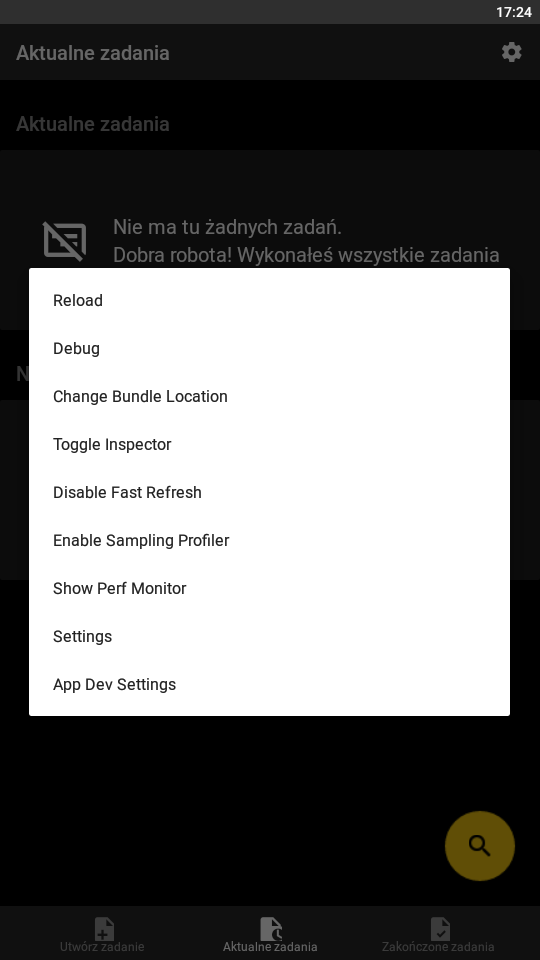 17:24
Aktualne zadania
Aktualne zadania
Nie ma tu żadnych zadań.
Dobra robota! Wykonałeś wszystkie zadania
N
Reload
Debug
Change Bundle Location
Toggle Inspector
Disable Fast Refresh
Enable Sampling Profiler
Show Perf Monitor
Settings
App Dev Settings
Utwórz zadanie
Aktualne zadania
Zakończone zadania